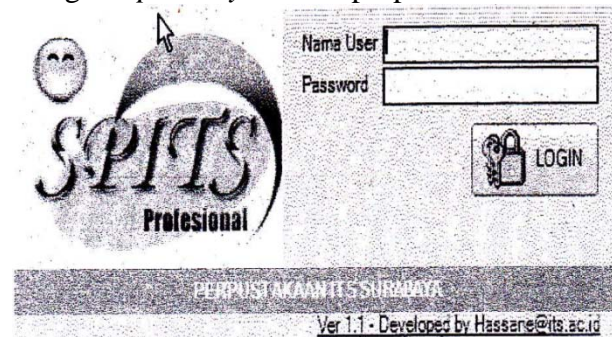 Nama User
Password
LOGIN
SPITS
Profesional
PERPUSTAKAAN ITS SURABAYA
Ver 1.1 - Developed by Hassane@its.ac.id